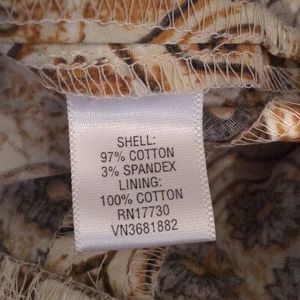 SHELL:
97% COTTON
3% SPANDEX
LINING:
100% COTTON
RN17730
VN3681882